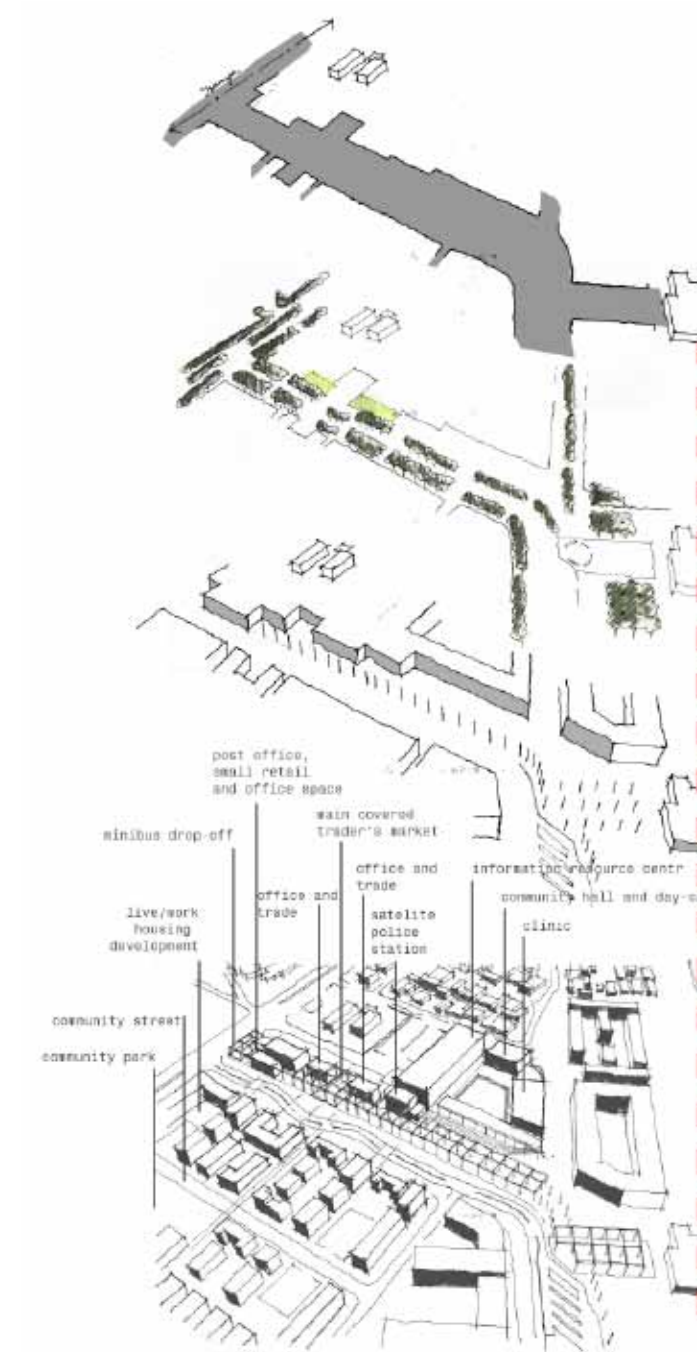 post office,
small retail
and office space
main covered
trader's market
minibus drop-off
office and
trade
information resource centr
office and
trade
community hall and day-c
live/work
housing
development
satelite
police
station
clinic
community street
community park